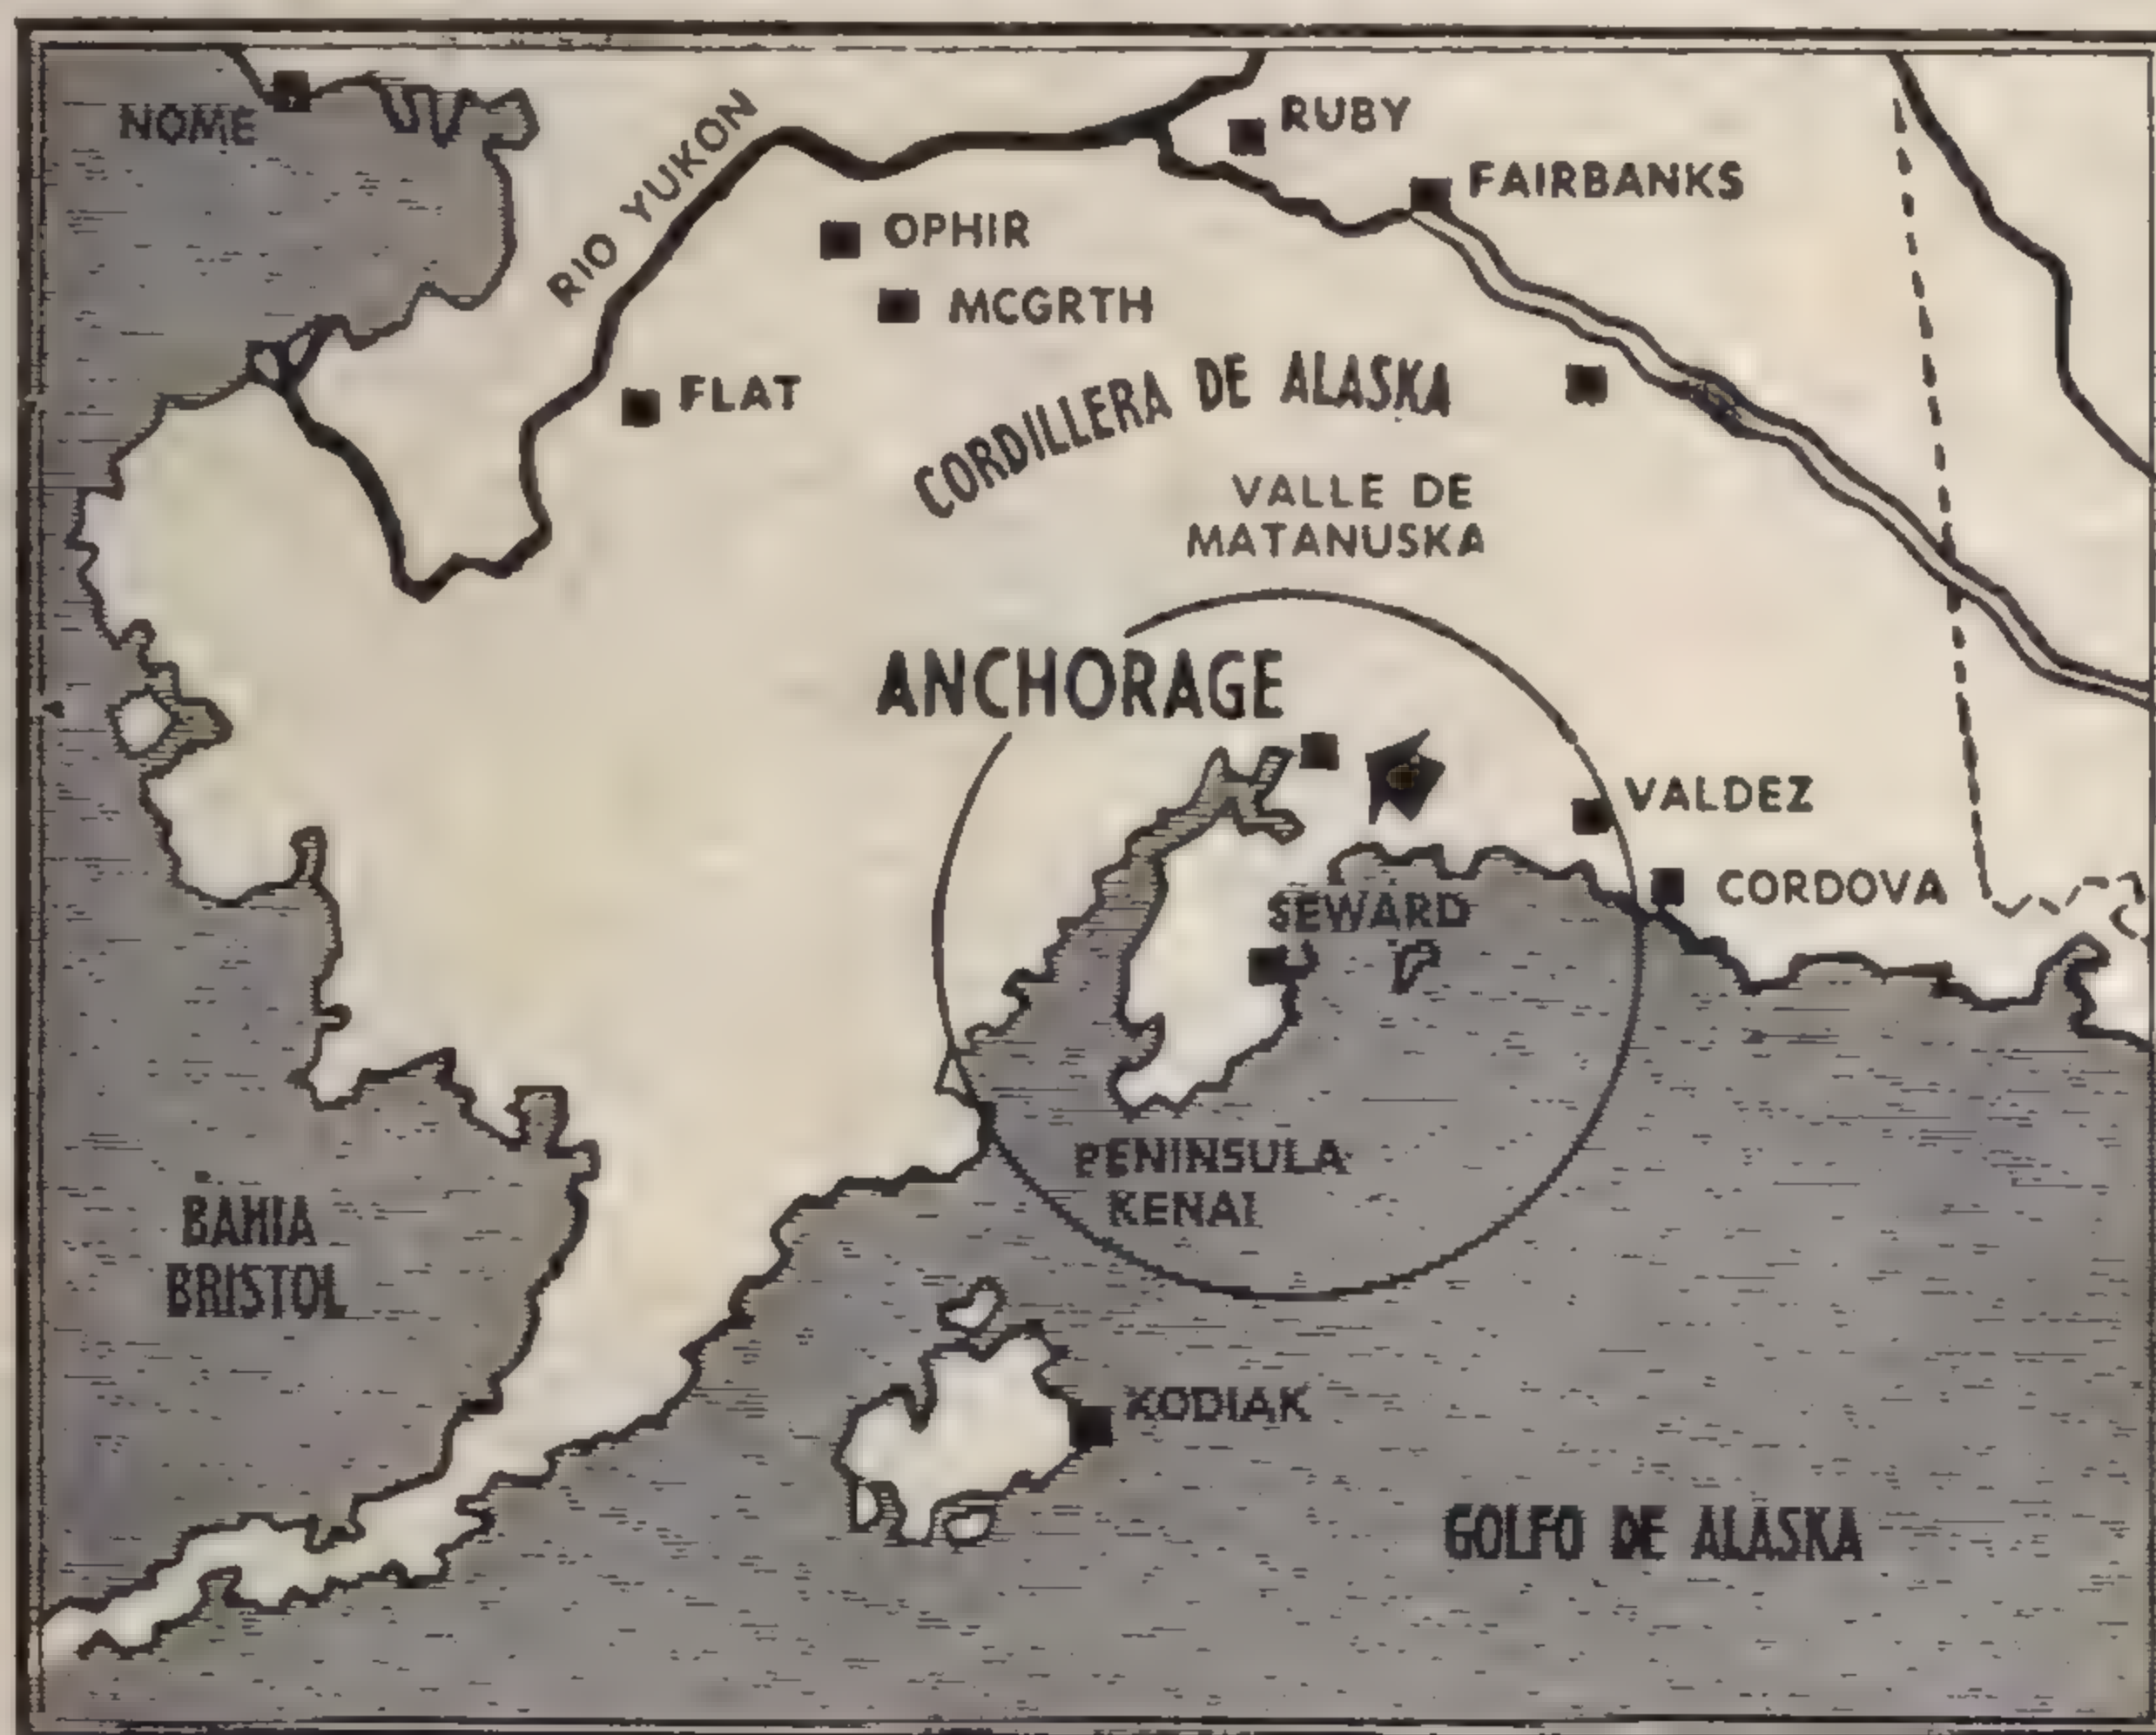 NOME
RIO YUKON
RUBY
FAIRBANKS
OPHIR
MCGRTH
FLAT
CORDILLERA DE ALASKA
VALLE DE
MATANUSKA
ANCHORAGE
VALDEZ
CORDOVA
SEWARD
PENINSULA
KENAI
BAHIA
BRISTOL
KODIAK
GOLFO DE ALASKA